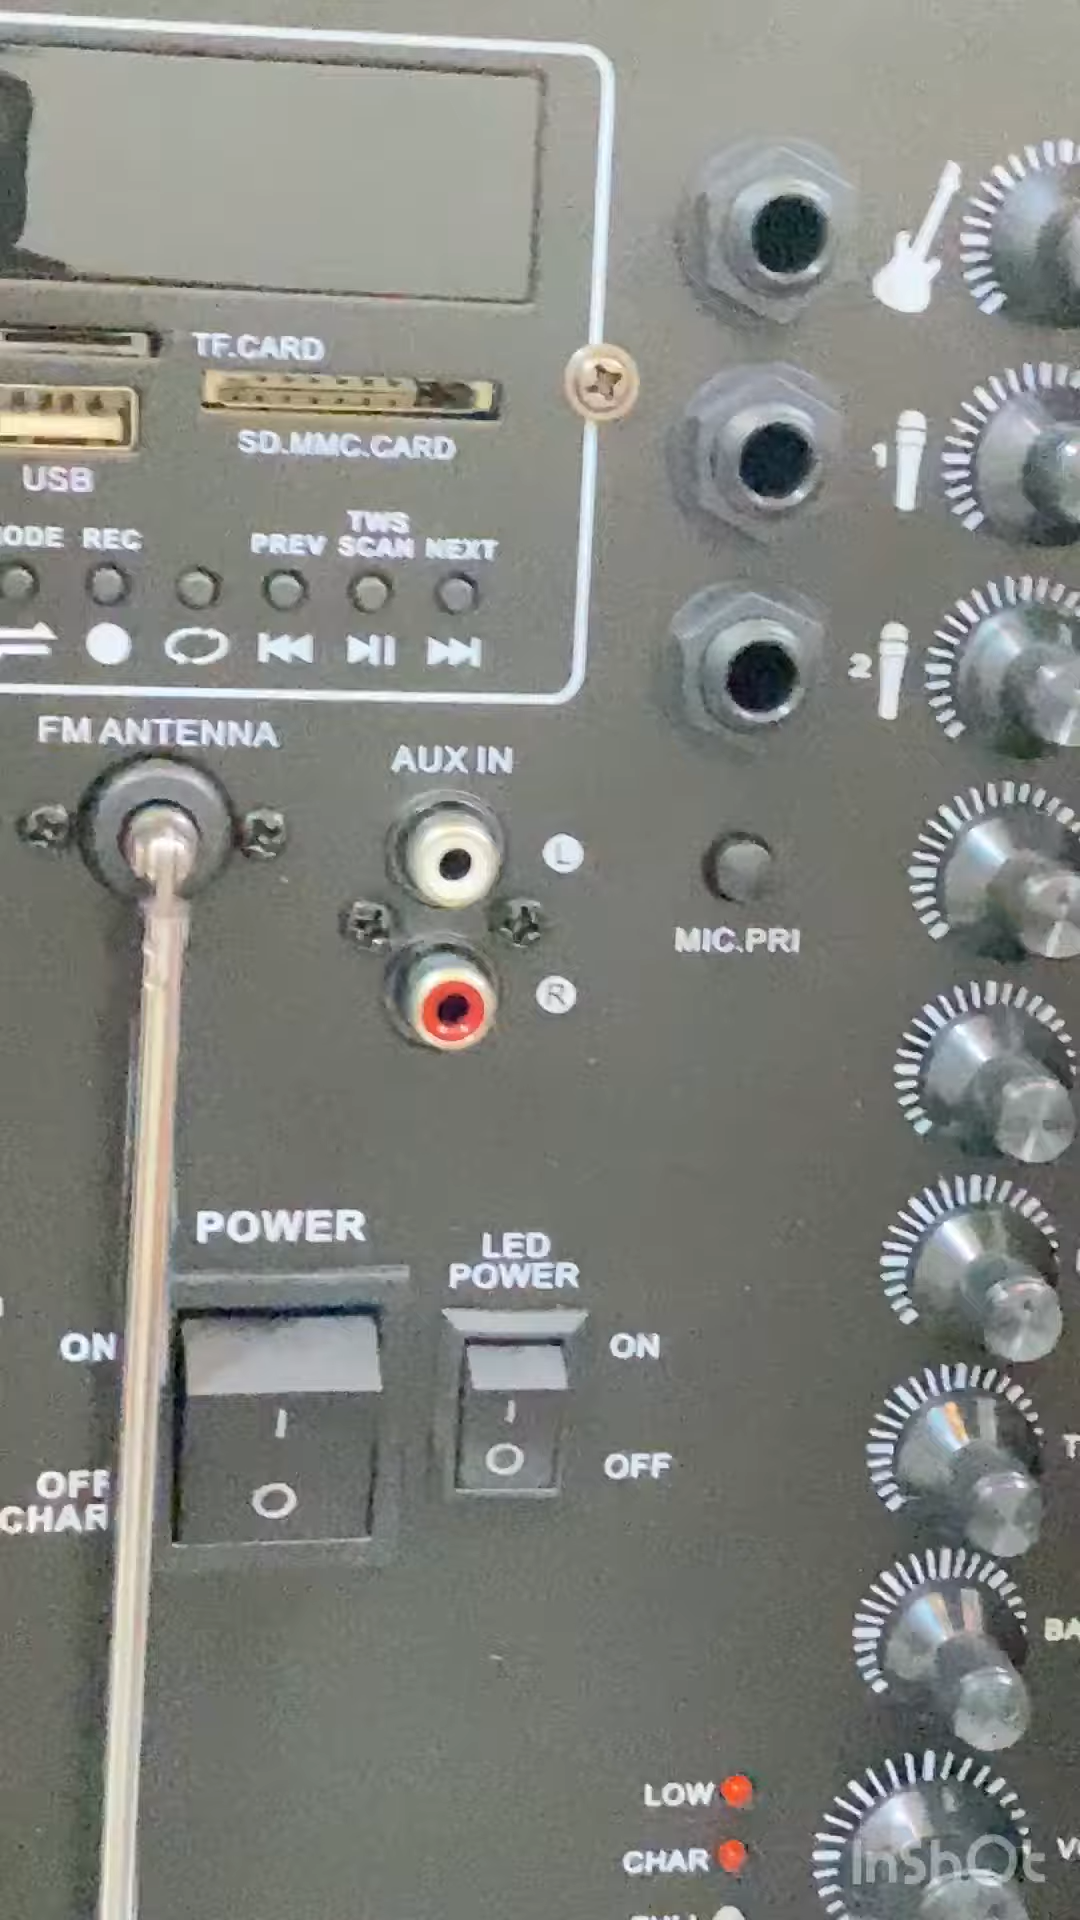 TF.CARD
SD.MMC.CARD
USB
REC
TWS
PREV SCAN NEXT
FM ANTENNA
AUX IN
1
2
L
R
MIC.PRI
POWER
LED
POWER
ON
ON
OFF
OFF
CHAR
LOW
CHAR
InShOt